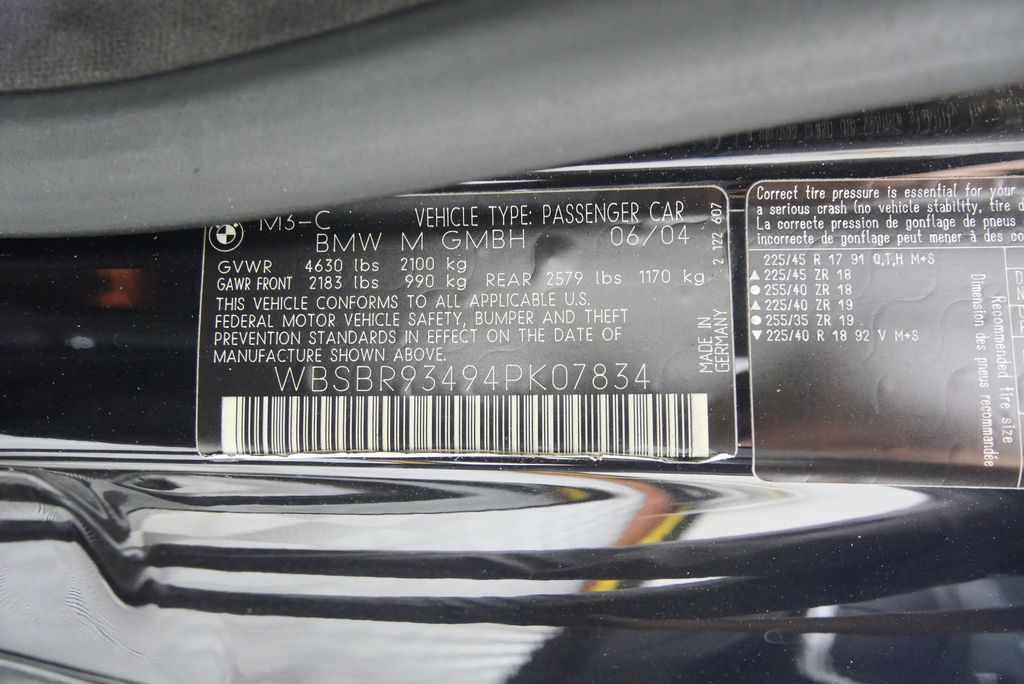 M3-C VEHICLE TYPE: PASSENGER CAR
BMW M GMBH 06/04
GVWR 4630 lbs 2100 kg
GAWR FRONT 2183 lbs 990 kg REAR 2579 lbs 1170 kg
THIS VEHICLE CONFORMS TO ALL APPLICABLE U.S.
FEDERAL MOTOR VEHICLE SAFETY, BUMPER AND THEFT
PREVENTION STANDARDS IN EFFECT ON THE DATE OF
MANUFACTURE SHOWN ABOVE.
WBSBR93494PK07834
2 122 607
MADE IN
GERMANY
Correct tire pressure is essential for your
a serious crash (no vehicle stability, tire
La correcte pression de gonflage de pneus
incorrecte de gonflage peut mener à des
225/45 R 17 91 Q,T,H M+S
▲ 225/45 ZR 18
● 255/40 ZR 18
▲ 225/40 ZR 19
● 255/35 ZR 19
▼ 225/40 R 18 92 V M+S
Recommended tire size
Dimension des pneus recommandée